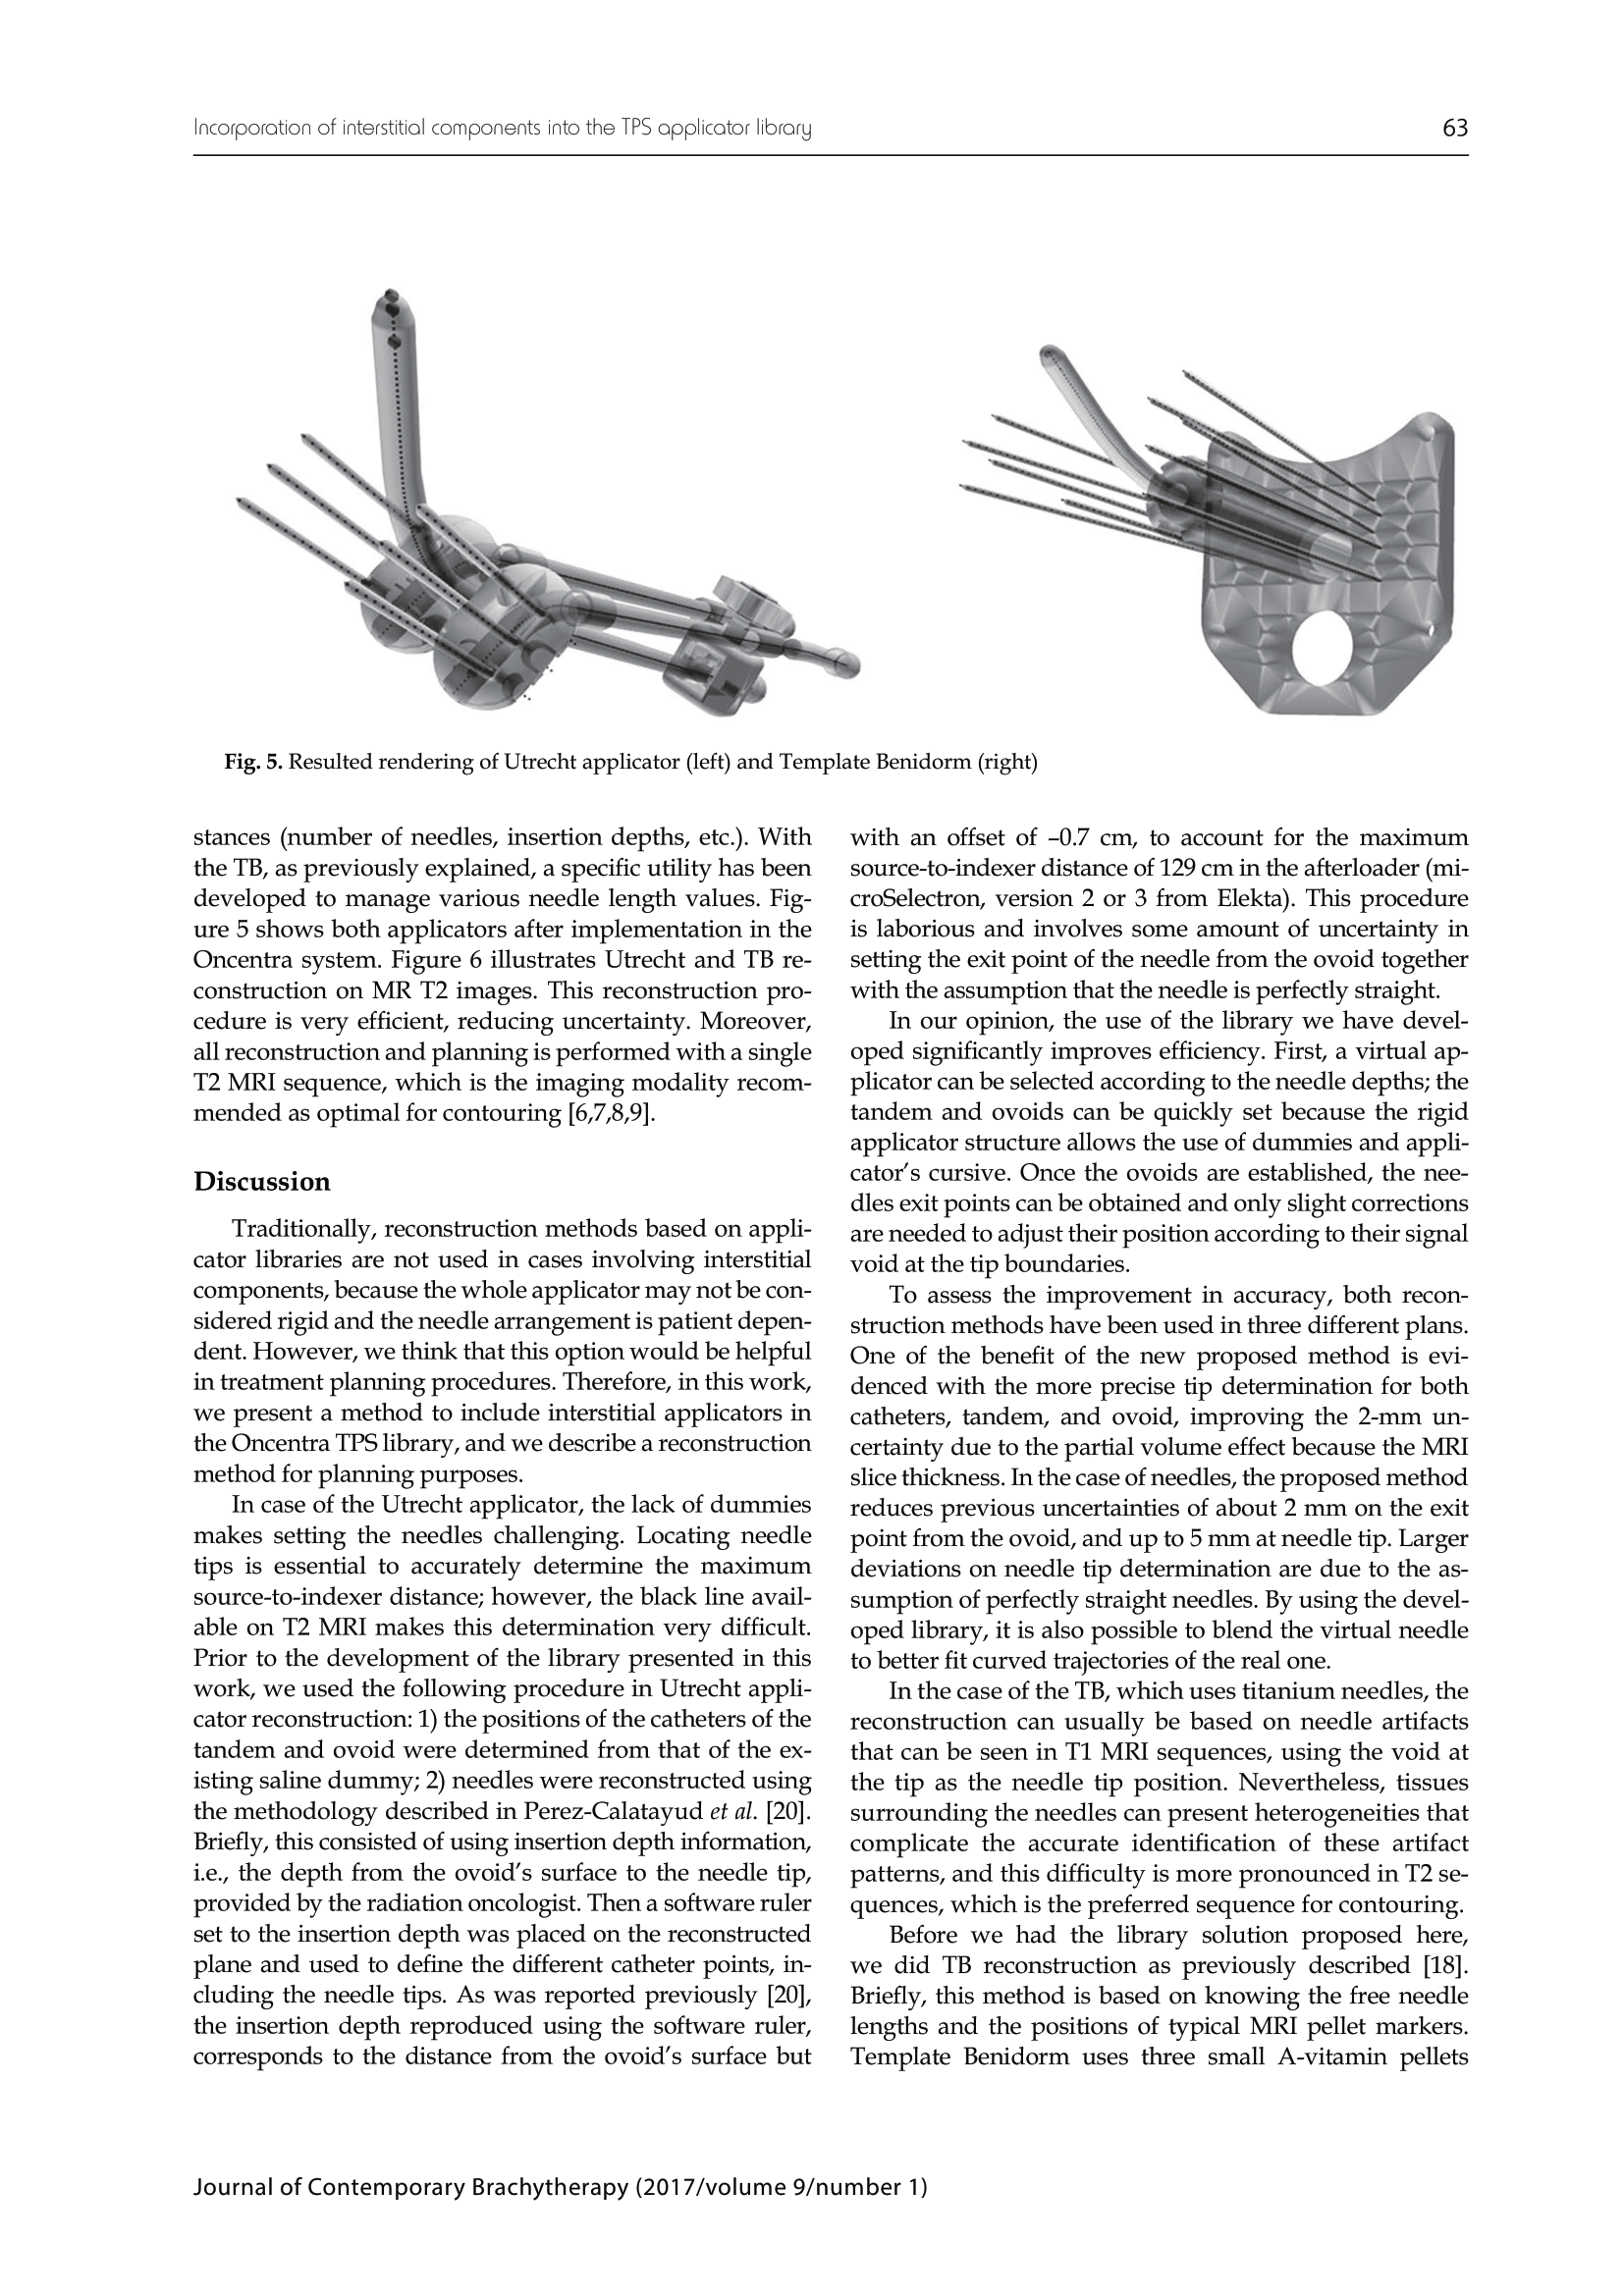 Incorporation of interstitial components into the TPS applicator library
63
Fig. 5. Resulted rendering of Utrecht applicator (left) and Template Benidorm (right)
stances (number of needles, insertion depths, etc.). With
the TB, as previously explained, a specific utility has been
developed to manage various needle length values. Fig-
ure 5 shows both applicators after implementation in the
Oncentra system. Figure 6 illustrates Utrecht and TB re-
construction on MR T2 images. This reconstruction pro-
cedure is very efficient, reducing uncertainty. Moreover,
all reconstruction and planning is performed with a single
T2 MRI sequence, which is the imaging modality recom-
mended as optimal for contouring [6,7,8,9].
Discussion
Traditionally, reconstruction methods based on appli-
cator libraries are not used in cases involving interstitial
components, because the whole applicator may not be con-
sidered rigid and the needle arrangement is patient depen-
dent. However, we think that this option would be helpful
in treatment planning procedures. Therefore, in this work,
we present a method to include interstitial applicators in
the Oncentra TPS library, and we describe a reconstruction
method for planning purposes.
In case of the Utrecht applicator, the lack of dummies
makes setting the needles challenging. Locating needle
tips is essential to accurately determine the maximum
source-to-indexer distance; however, the black line avail-
able on T2 MRI makes this determination very difficult.
Prior to the development of the library presented in this
work, we used the following procedure in Utrecht appli-
cator reconstruction: 1) the positions of the catheters of the
tandem and ovoid were determined from that of the ex-
isting saline dummy; 2) needles were reconstructed using
the methodology described in Perez-Calatayud et al. [20].
Briefly, this consisted of using insertion depth information,
i.e., the depth from the ovoid's surface to the needle tip,
provided by the radiation oncologist. Then a software ruler
set to the insertion depth was placed on the reconstructed
plane and used to define the different catheter points, in-
cluding the needle tips. As was reported previously [20],
the insertion depth reproduced using the software ruler,
corresponds to the distance from the ovoid's surface but
with an offset of –0.7 cm, to account for the maximum
source-to-indexer distance of 129 cm in the afterloader (mi-
croSelectron, version 2 or 3 from Elekta). This procedure
is laborious and involves some amount of uncertainty in
setting the exit point of the needle from the ovoid together
with the assumption that the needle is perfectly straight.
In our opinion, the use of the library we have devel-
oped significantly improves efficiency. First, a virtual ap-
plicator can be selected according to the needle depths; the
tandem and ovoids can be quickly set because the rigid
applicator structure allows the use of dummies and appli-
cator's cursive. Once the ovoids are established, the nee-
dles exit points can be obtained and only slight corrections
are needed to adjust their position according to their signal
void at the tip boundaries.
To assess the improvement in accuracy, both recon-
struction methods have been used in three different plans.
One of the benefit of the new proposed method is evi-
denced with the more precise tip determination for both
catheters, tandem, and ovoid, improving the 2-mm un-
certainty due to the partial volume effect because the MRI
slice thickness. In the case of needles, the proposed method
reduces previous uncertainties of about 2 mm on the exit
point from the ovoid, and up to 5 mm at needle tip. Larger
deviations on needle tip determination are due to the as-
sumption of perfectly straight needles. By using the devel-
oped library, it is also possible to blend the virtual needle
to better fit curved trajectories of the real one.
In the case of the TB, which uses titanium needles, the
reconstruction can usually be based on needle artifacts
that can be seen in T1 MRI sequences, using the void at
the tip as the needle tip position. Nevertheless, tissues
surrounding the needles can present heterogeneities that
complicate the accurate identification of these artifact
patterns, and this difficulty is more pronounced in T2 se-
quences, which is the preferred sequence for contouring.
Before we had the library solution proposed here,
we did TB reconstruction as previously described [18].
Briefly, this method is based on knowing the free needle
lengths and the positions of typical MRI pellet markers.
Template Benidorm uses three small A-vitamin pellets
Journal of Contemporary Brachytherapy (2017/volume 9/number 1)